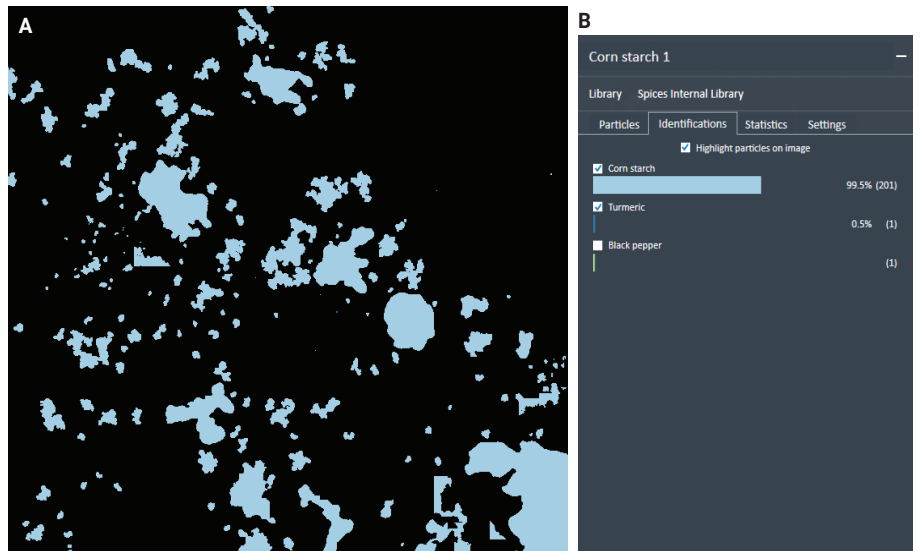 A
B
Corn starch 1
Library Spices Internal Library
Particles Identifications Statistics Settings
Highlight particles on image
Corn starch
99.5% (201)
Turmeric
0.5% (1)
Black pepper
(1)